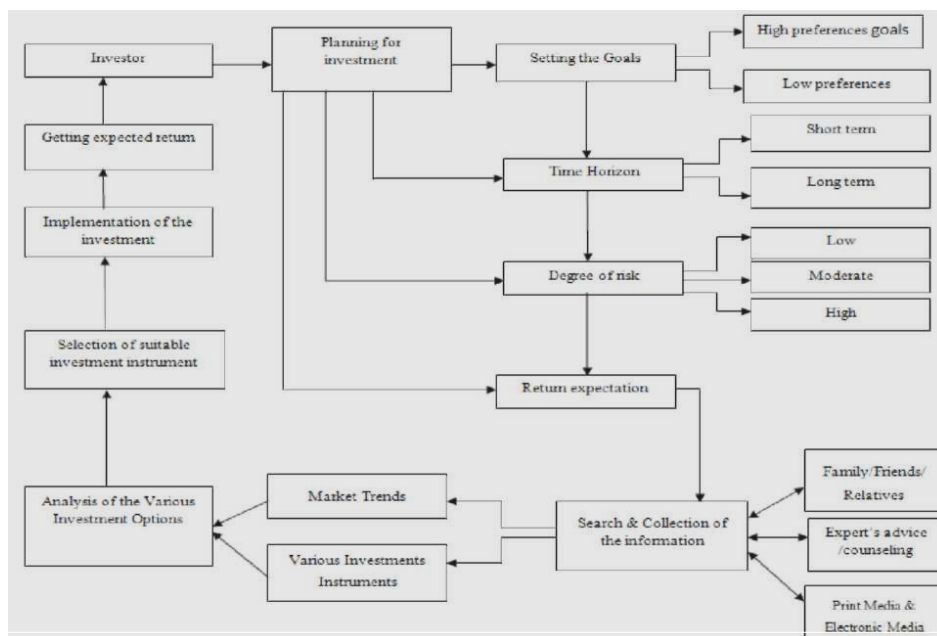 Investor
Planning for
investment
Setting the Goals
High preferences goals
Low preferences
Getting expected return
Time Horizon
Short term
Long term
Implementation of the
investment
Degree of risk
Low
Moderate
High
Selection of suitable
investment instrument
Return expectation
Analysis of the Various
Investment Options
Market Trends
Various Investments
Instruments
Search & Collection of
the information
Family/Friends/
Relatives
Expert's advice
/counseling
Print Media &
Electronic Media